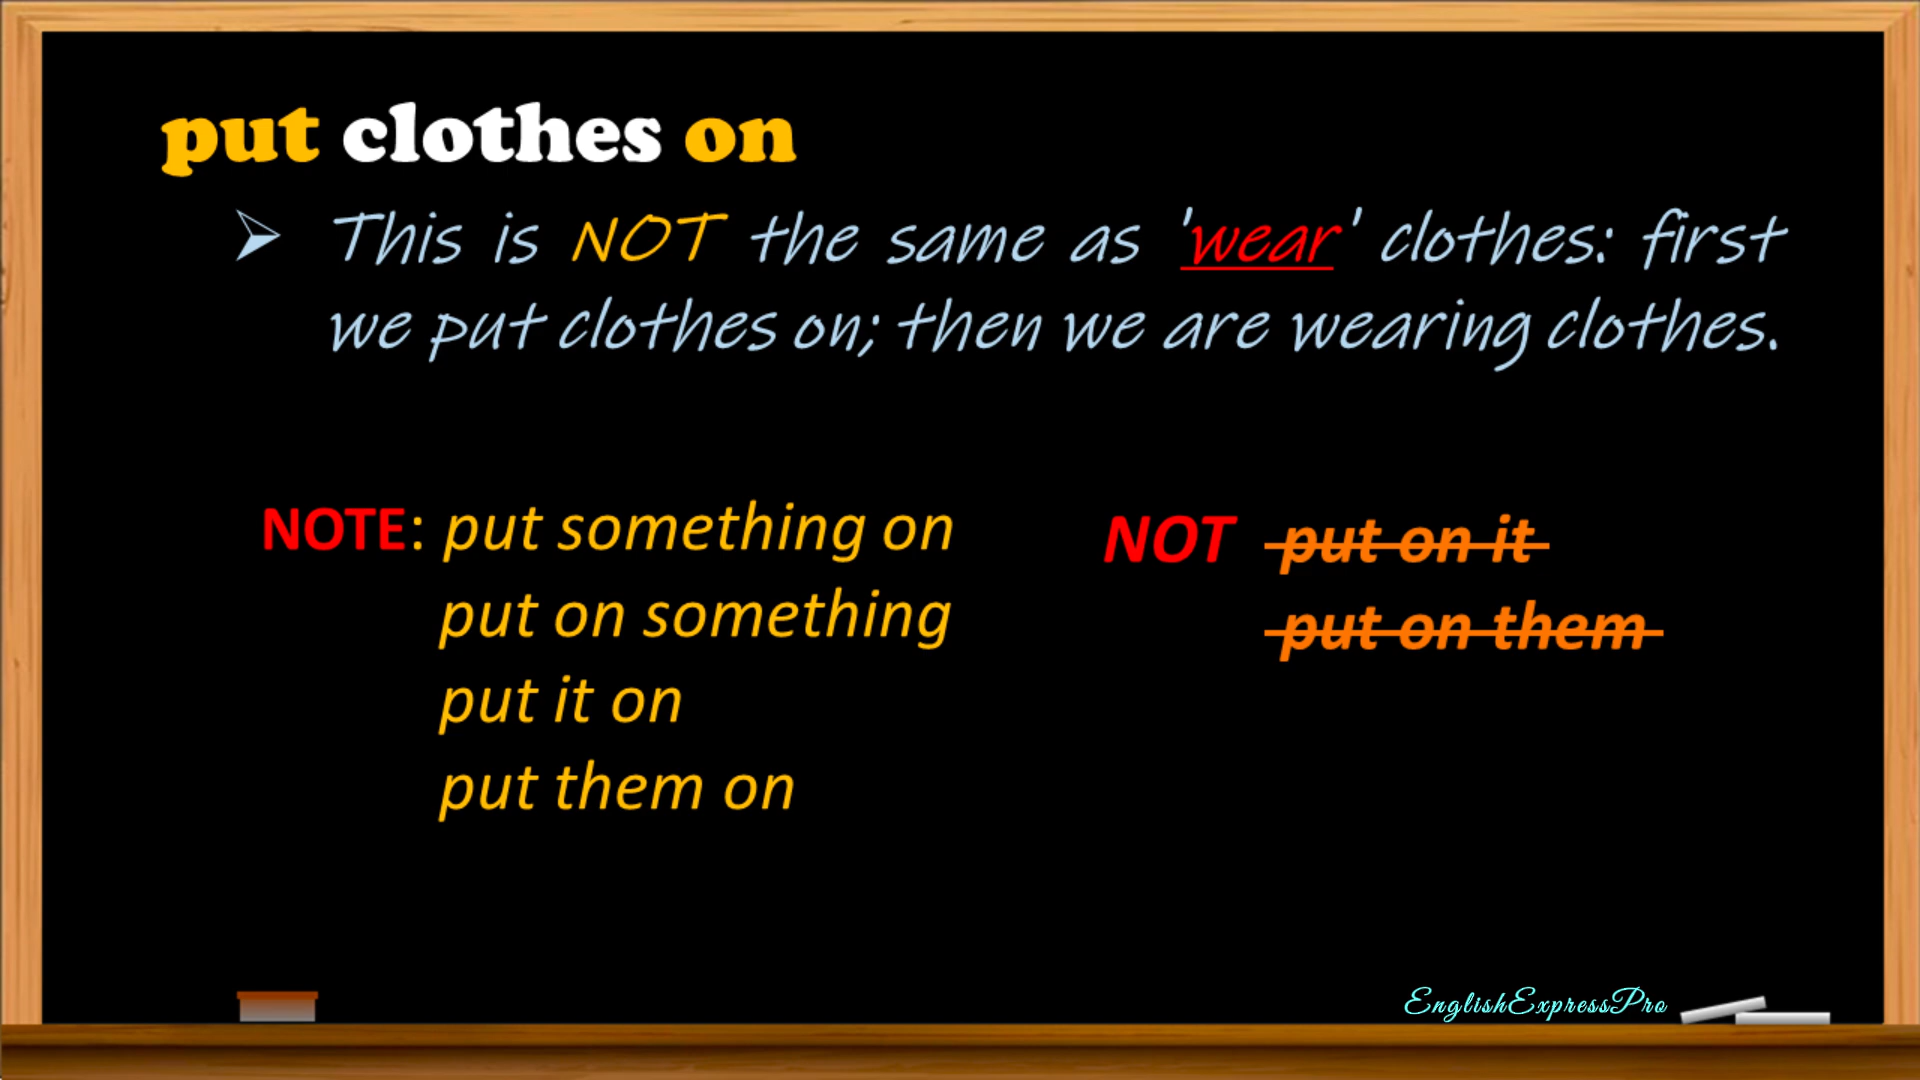 put clothes on
➢ This is NOT the same as 'wear' clothes: first
we put clothes on; then we are wearing clothes.
NOTE: put something on
put on something
put it on
put them on
NOT put on it
put on them
EnglishExpressPro